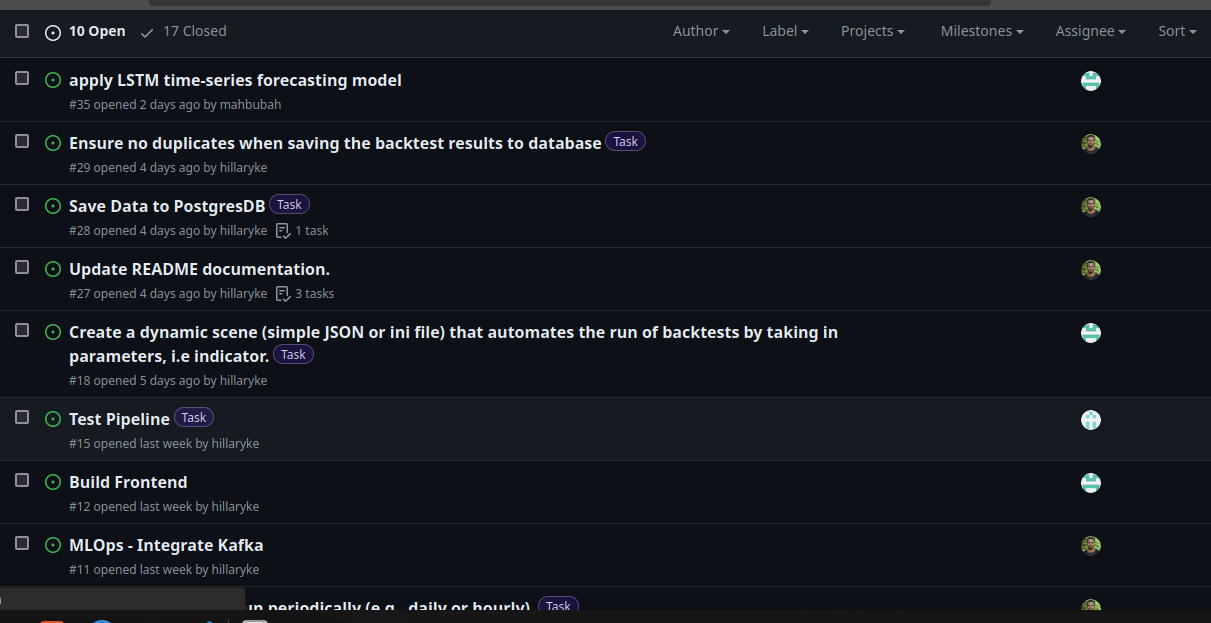 10 Open 17 Closed Author Label Projects Milestones Assignee Sort
apply LSTM time-series forecasting model
#35 opened 2 days ago by mahbubah
Ensure no duplicates when saving the backtest results to database Task
#29 opened 4 days ago by hillaryke
Save Data to PostgresDB Task
#28 opened 4 days ago by hillaryke 1 task
Update README documentation.
#27 opened 4 days ago by hillaryke 3 tasks
Create a dynamic scene (simple JSON or ini file) that automates the run of backtests by taking in
parameters, i.e indicator. Task
#18 opened 5 days ago by hillaryke
Test Pipeline Task
#15 opened last week by hillaryke
Build Frontend
#12 opened last week by hillaryke
MLOps - Integrate Kafka
#11 opened last week by hillaryke
periodically (e.g., daily or hourly) Task